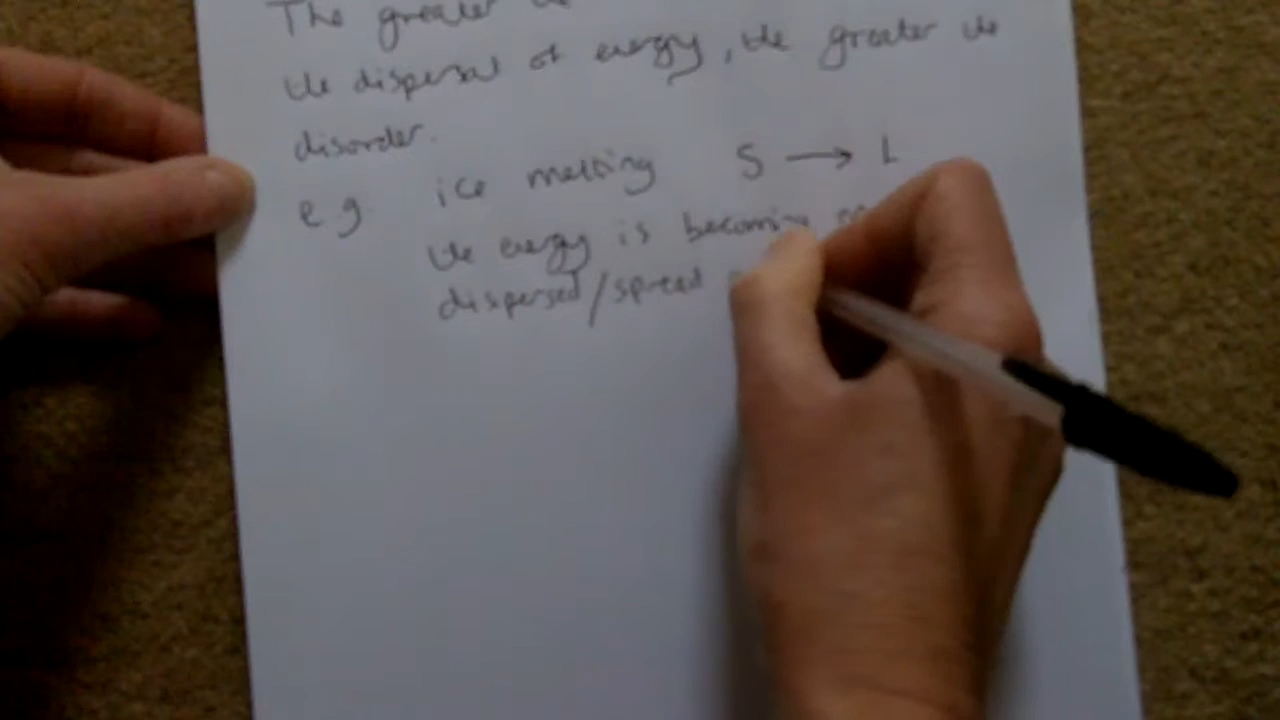 The greater
the dispersal of energy, the greater the
disorder.
e.g. ice melting S → L
the energy is becoming
dispersed/spread